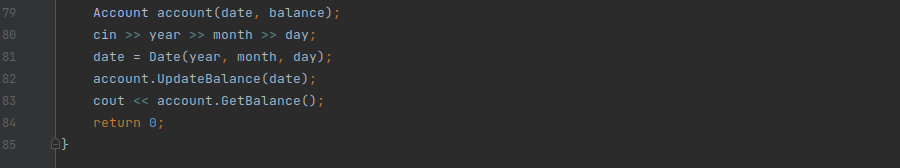 79    Account account(date, balance);
80    cin >> year >> month >> day;
81    date = Date(year, month, day);
82    account.UpdateBalance(date);
83    cout << account.GetBalance();
84    return 0;
85 }